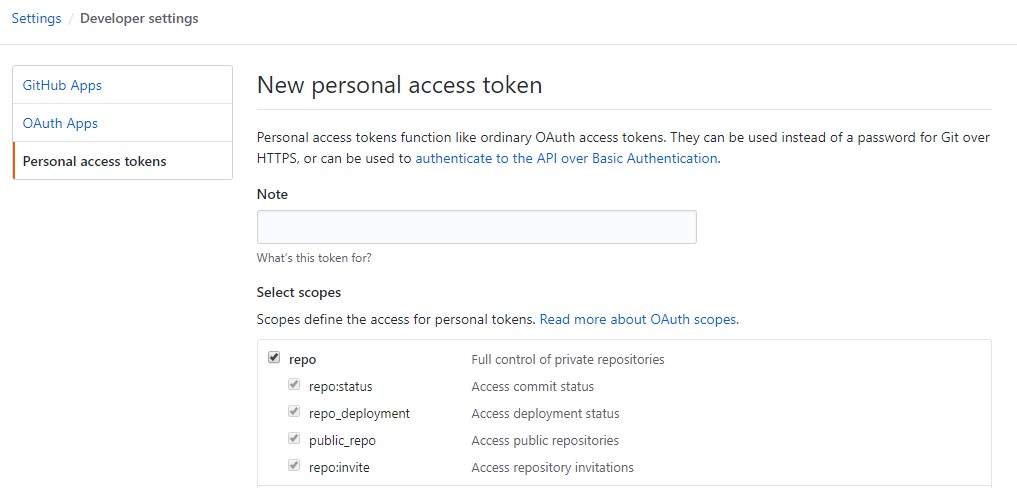 Settings / Developer settings
GitHub Apps
OAuth Apps
Personal access tokens
New personal access token
Personal access tokens function like ordinary OAuth access tokens. They can be used instead of a password for Git over
HTTPS, or can be used to authenticate to the API over Basic Authentication.
Note
What's this token for?
Select scopes
Scopes define the access for personal tokens. Read more about OAuth scopes.
repo Full control of private repositories
repo:status Access commit status
repo_deployment Access deployment status
public_repo Access public repositories
repo:invite Access repository invitations